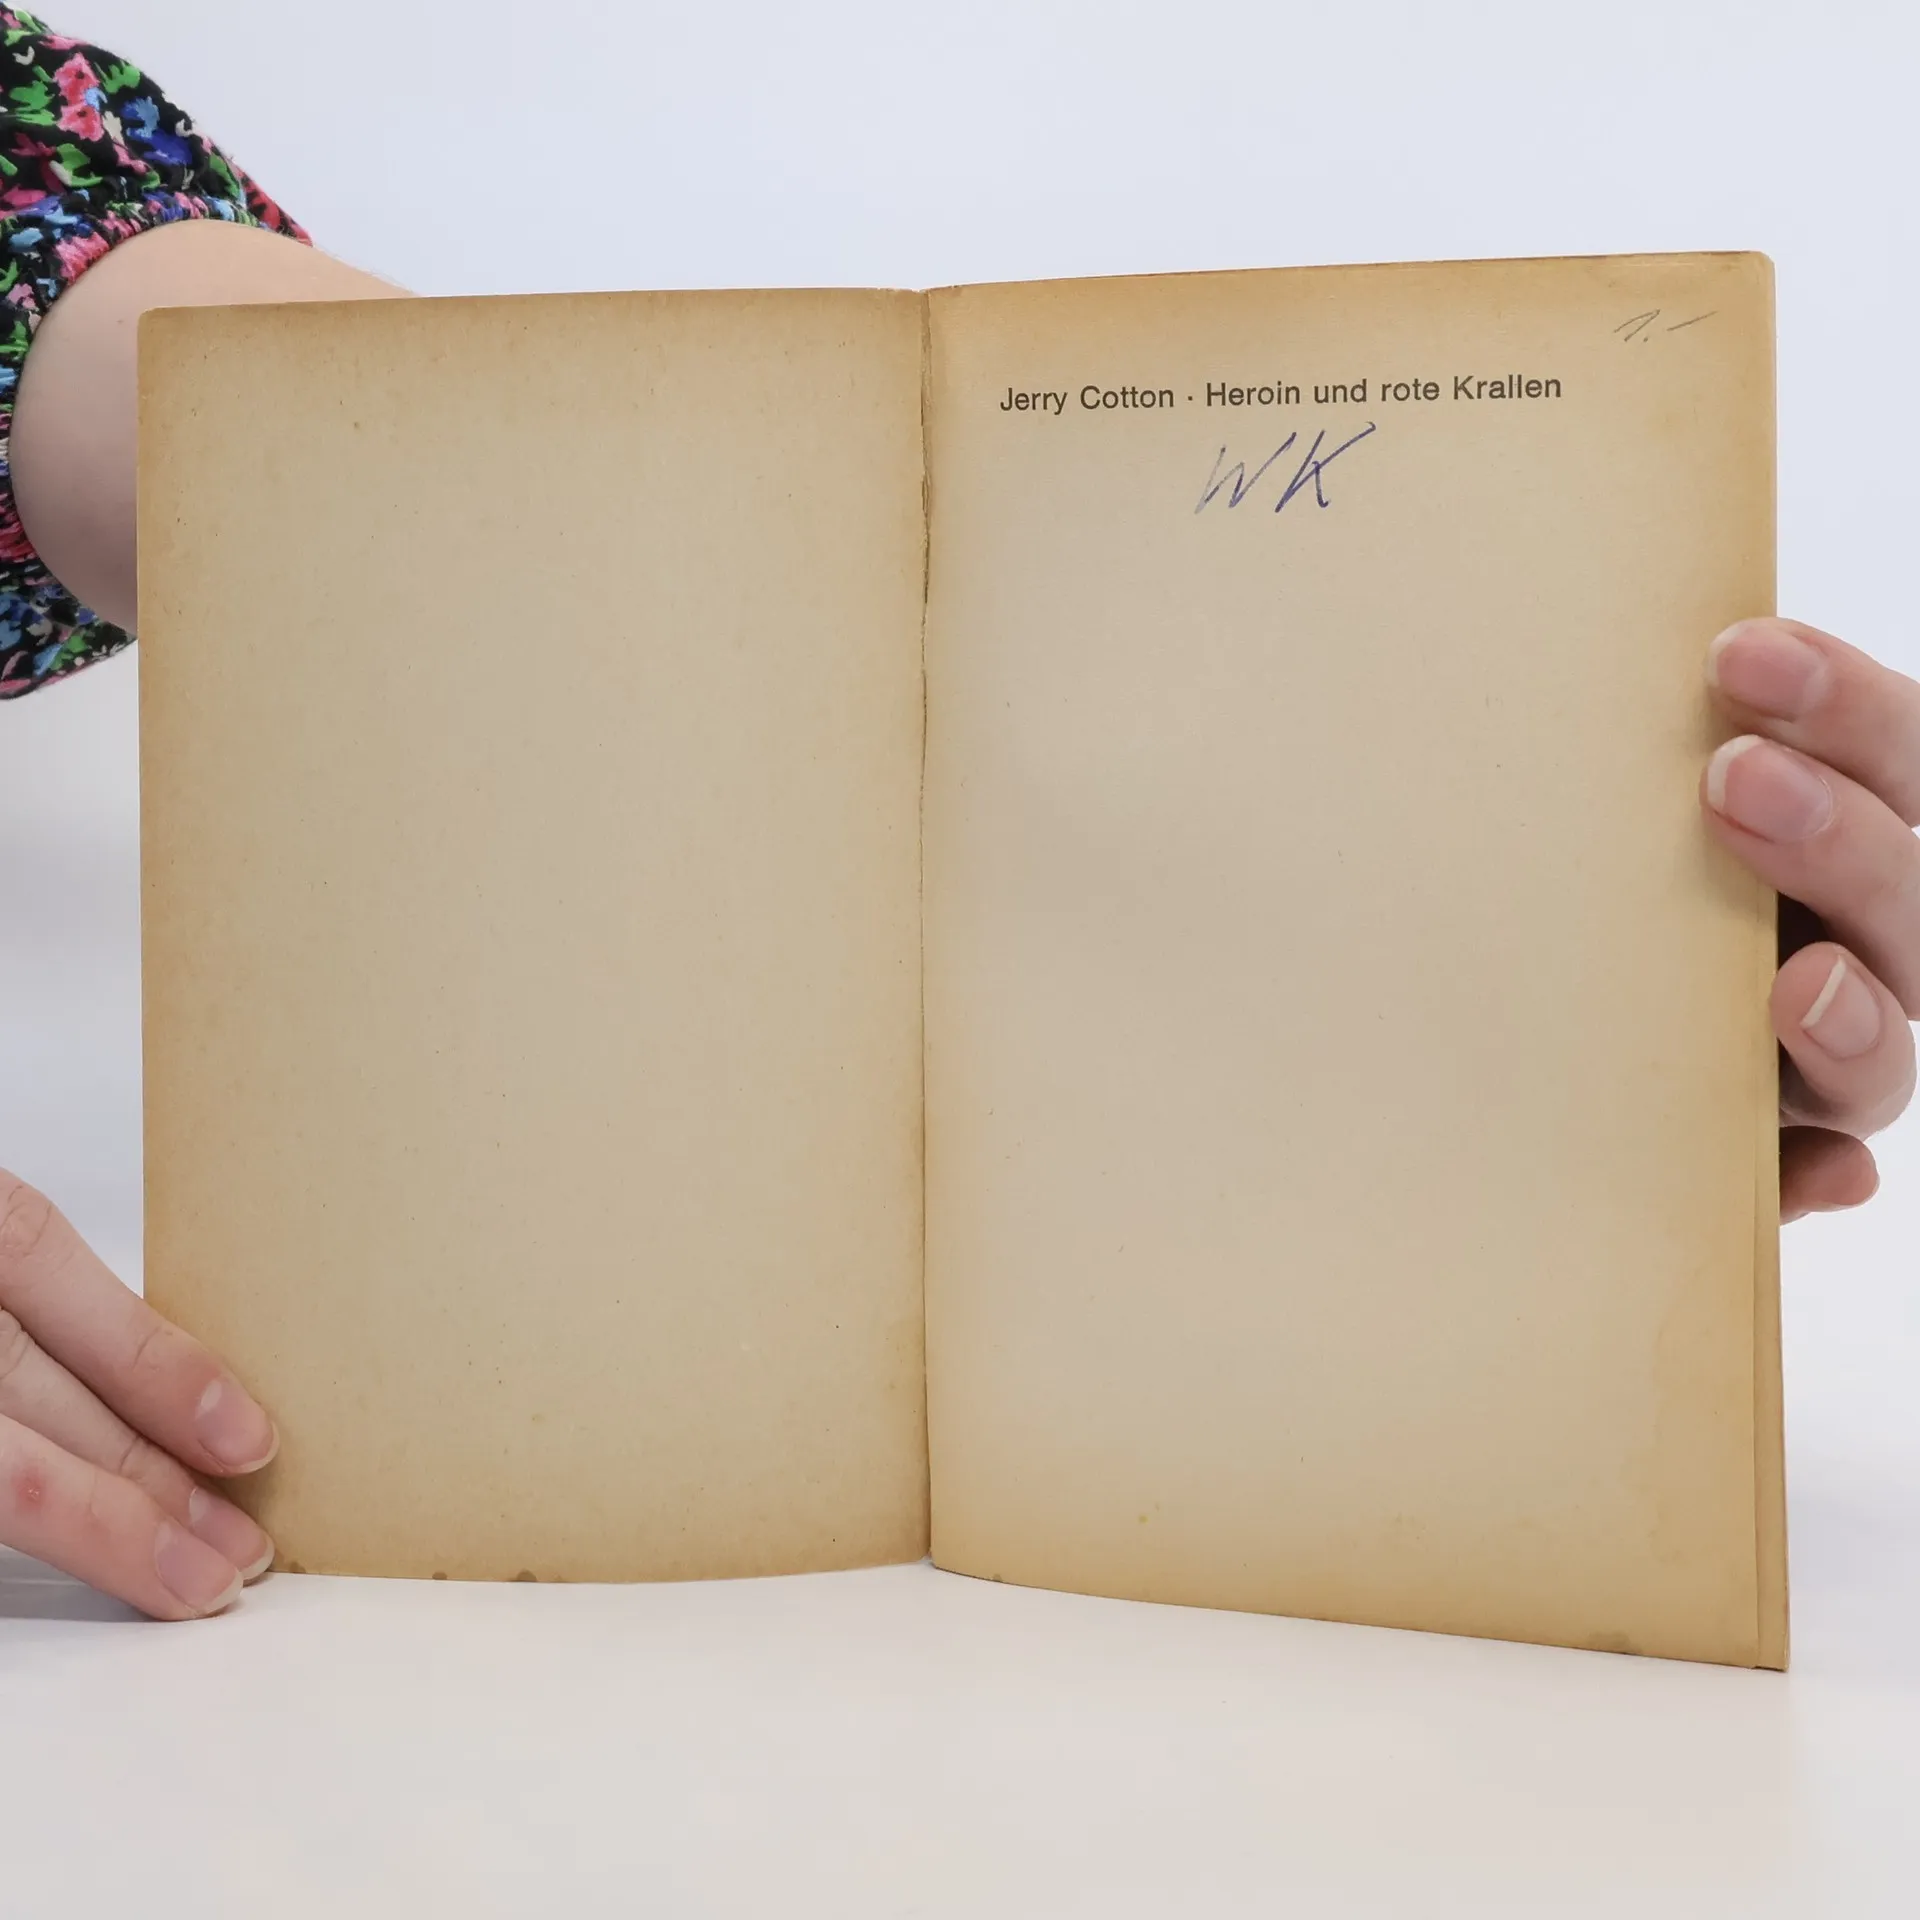 1.–
Jerry Cotton · Heroin und rote Krallen
WK